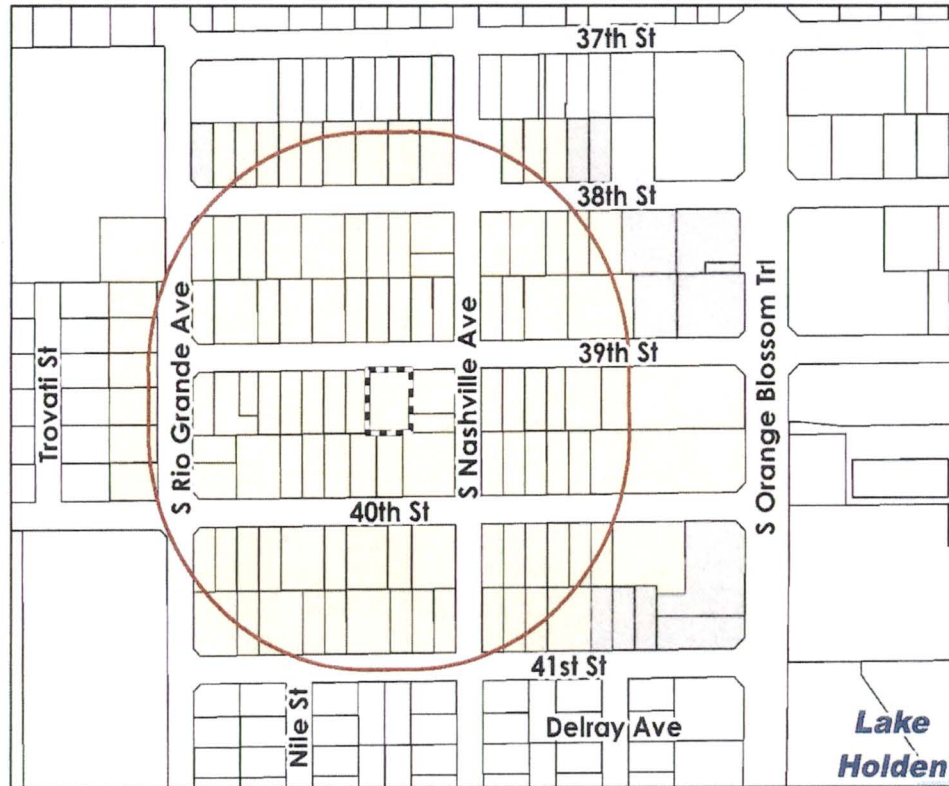 37th St
38th St
S Rio Grande Ave
S Nashville Ave
S Orange Blossom Trl
39th St
Trovati St
40th St
41st St
Nile St
Delray Ave
Lake
Holden